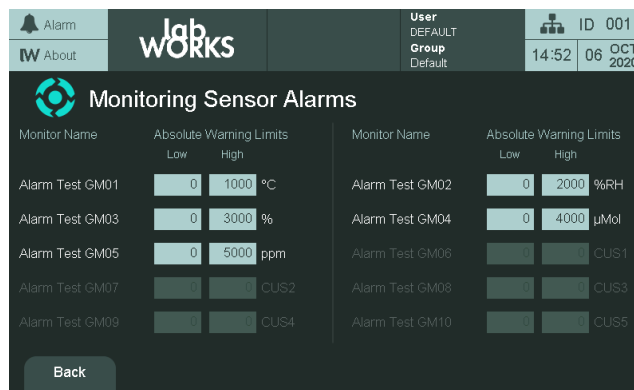 Alarm
IW About
lab
WORKS
User
DEFAULT
Group
Default
ID 001
14:52 06 OCT 2020
Monitoring Sensor Alarms
Monitor Name Absolute Warning Limits Monitor Name Absolute Warning Limits
Low High Low High
Alarm Test GM01 0 1000 °C Alarm Test GM02 0 2000 %RH
Alarm Test GM03 0 3000 % Alarm Test GM04 0 4000 µMol
Alarm Test GM05 0 5000 ppm Alarm Test GM06 0 0 CUS1
Alarm Test GM07 0 0 CUS2 Alarm Test GM08 0 0 CUS3
Alarm Test GM09 0 0 CUS4 Alarm Test GM10 0 0 CUS5
Back